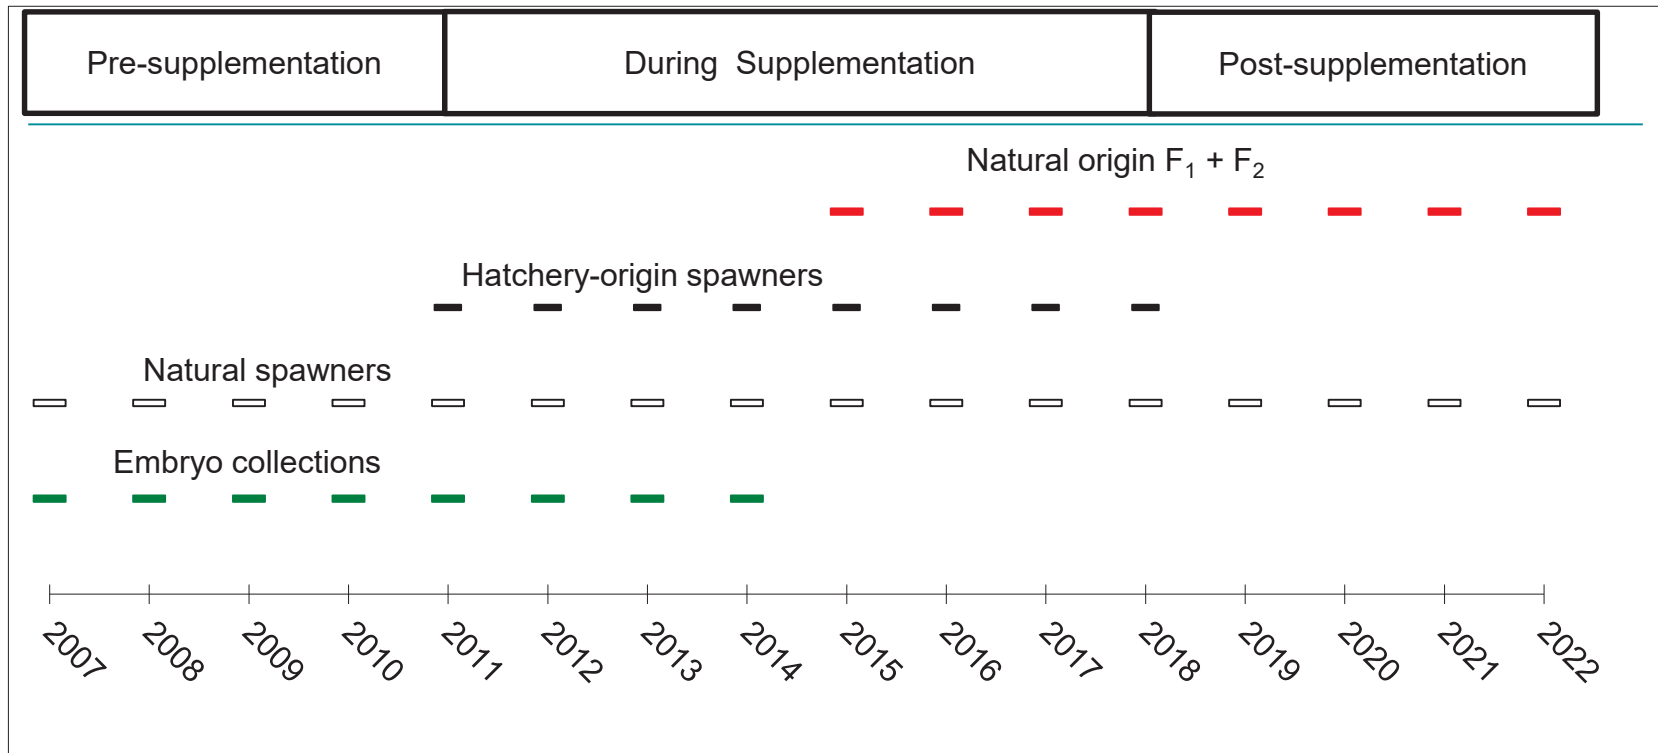 Pre-supplementation
During Supplementation
Post-supplementation
Natural origin F₁ + F₂
Hatchery-origin spawners
Natural spawners
Embryo collections
2007
2008
2009
2010
2011
2012
2013
2014
2015
2016
2017
2018
2019
2020
2021
2022